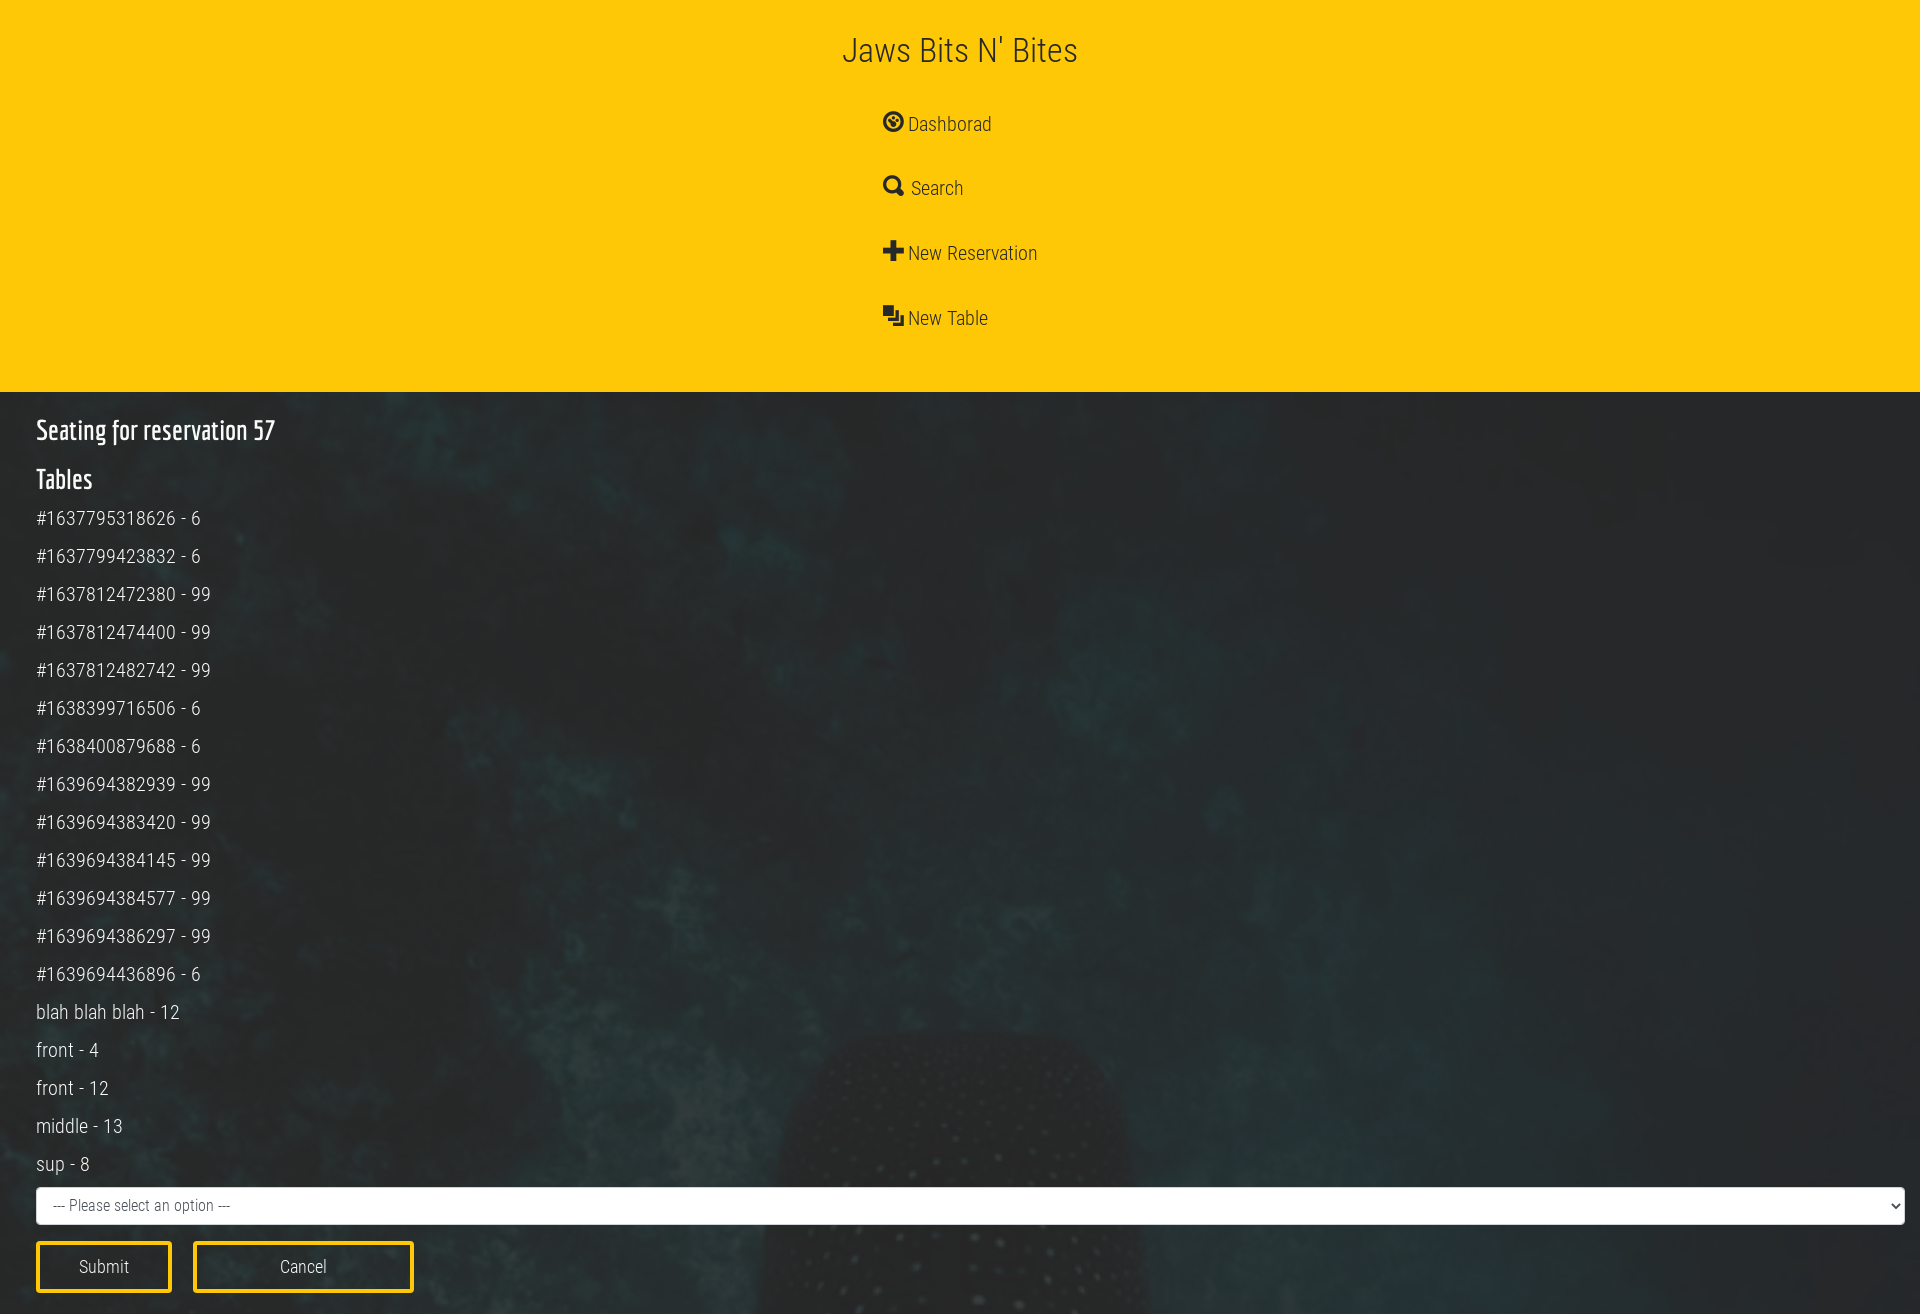 Jaws Bits N' Bites
Dashborad
Search
New Reservation
New Table
Seating for reservation 57
Tables
#1637795318626 - 6
#1637799423832 - 6
#1637812472380 - 99
#1637812474400 - 99
#1637812482742 - 99
#1638399716506 - 6
#1638400879688 - 6
#1639694382939 - 99
#1639694383420 - 99
#1639694384145 - 99
#1639694384577 - 99
#1639694386297 - 99
#1639694436896 - 6
blah blah blah - 12
front - 4
front - 12
middle - 13
sup - 8
--- Please select an option ---
Submit Cancel